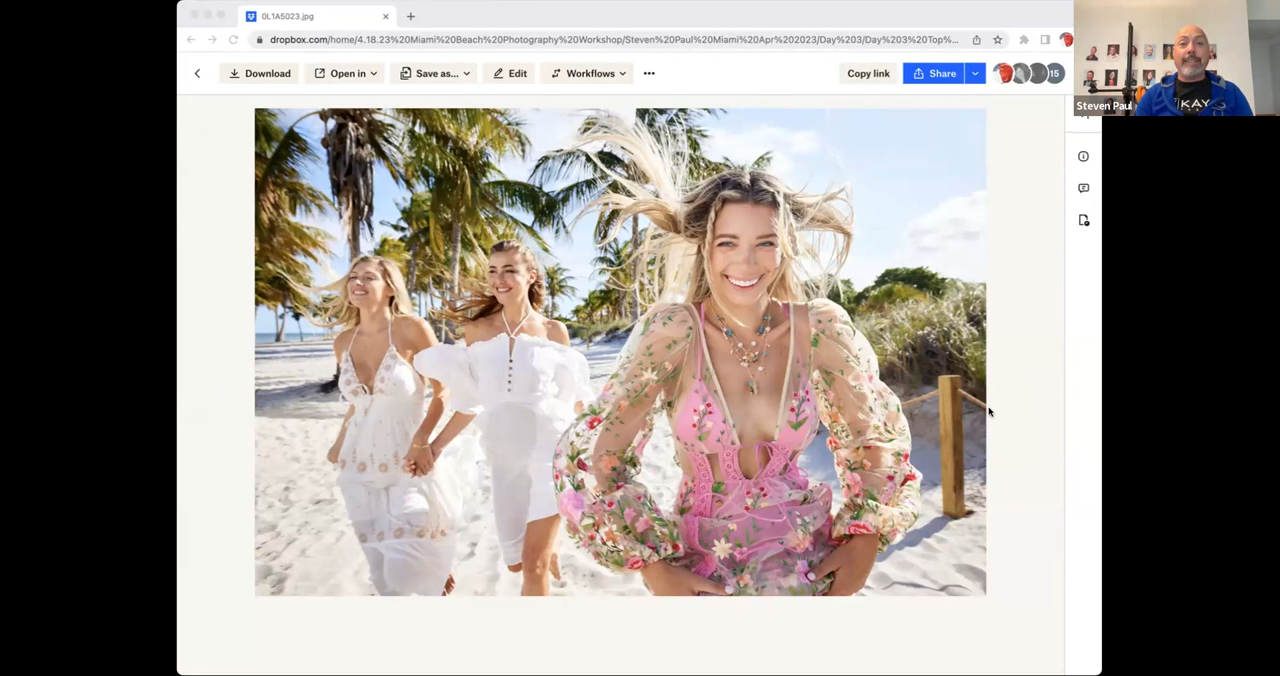 0L1A5023.jpg
dropbox.com/home/4.18.23%20Miami%20Beach%20Photography%20Workshop/Steven%20Paul%20Miami%20Apr%202023/Day%203/Day%203%20Top%...
Download
Open in
Save as...
Edit
Workflows
Copy link
Share
15
Steven Paul
KAY